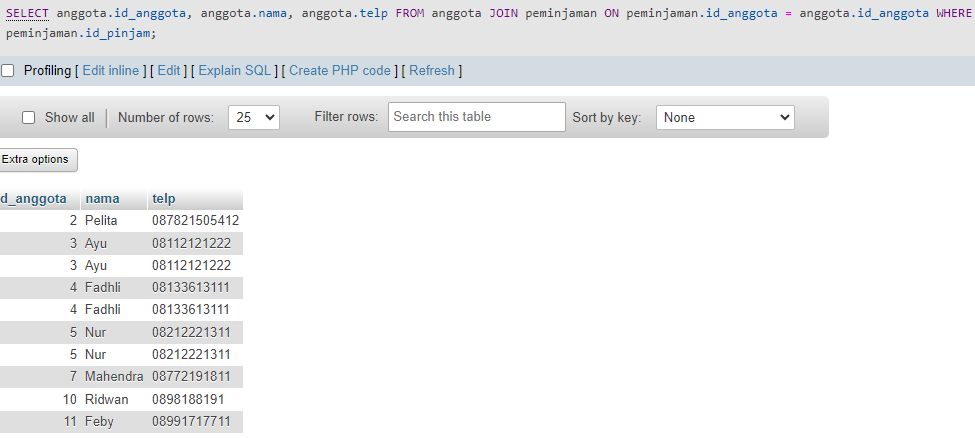 SELECT anggota.id_anggota, anggota.nama, anggota.telp FROM anggota JOIN peminjaman ON peminjaman.id_anggota = anggota.id_anggota WHERE
peminjaman.id_pinjam;
Profiling [ Edit inline ] [ Edit ] [ Explain SQL ] [ Create PHP code ] [ Refresh ]
Show all Number of rows: 25 Filter rows: Search this table Sort by key: None
Extra options
d_anggota nama telp
2 Pelita 087821505412
3 Ayu 08112121222
3 Ayu 08112121222
4 Fadhli 08133613111
4 Fadhli 08133613111
5 Nur 08212221311
5 Nur 08212221311
7 Mahendra 08772191811
10 Ridwan 0898188191
11 Feby 08991717711